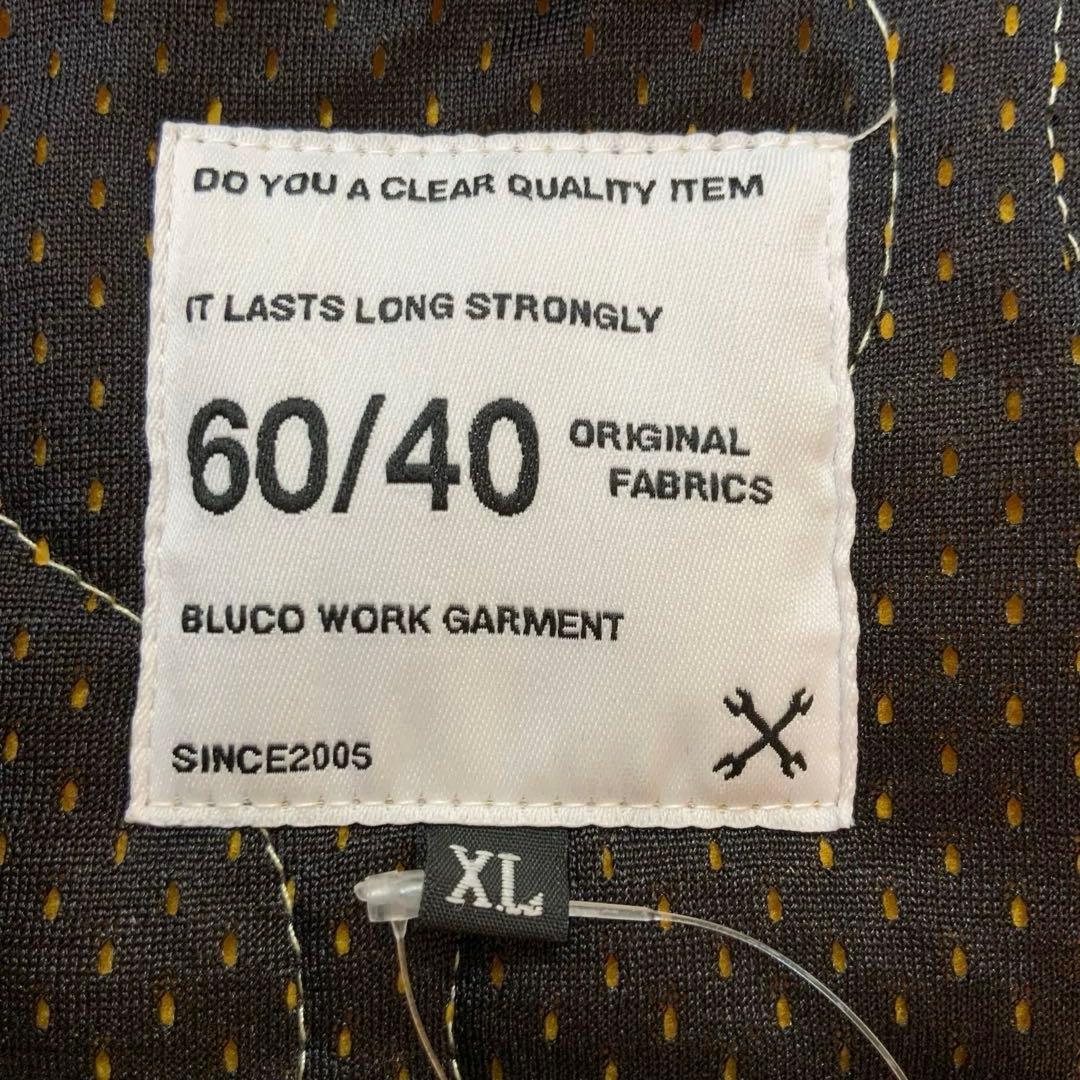 DO YOU A CLEAR QUALITY ITEM
IT LASTS LONG STRONGLY
60/40 ORIGINAL
FABRICS
BLUCO WORK GARMENT
SINCE2005
XL